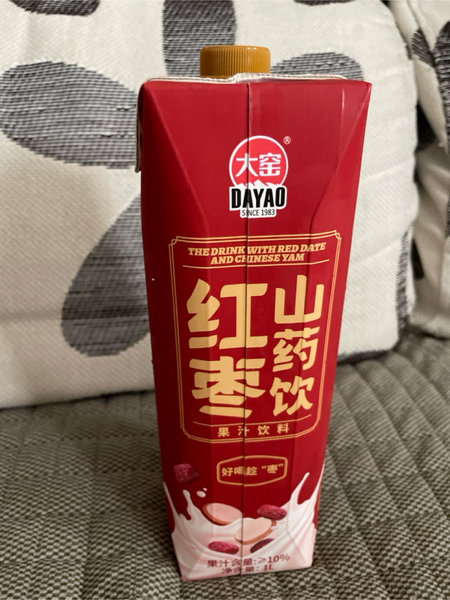 大窑®
DAYAO
SINCE 1983
THE DRINK WITH RED DATE
AND CHINESE YAM
红枣
山药饮
果汁饮料
好喝趁“枣”
果汁含量:≥10%
净含量: 1L